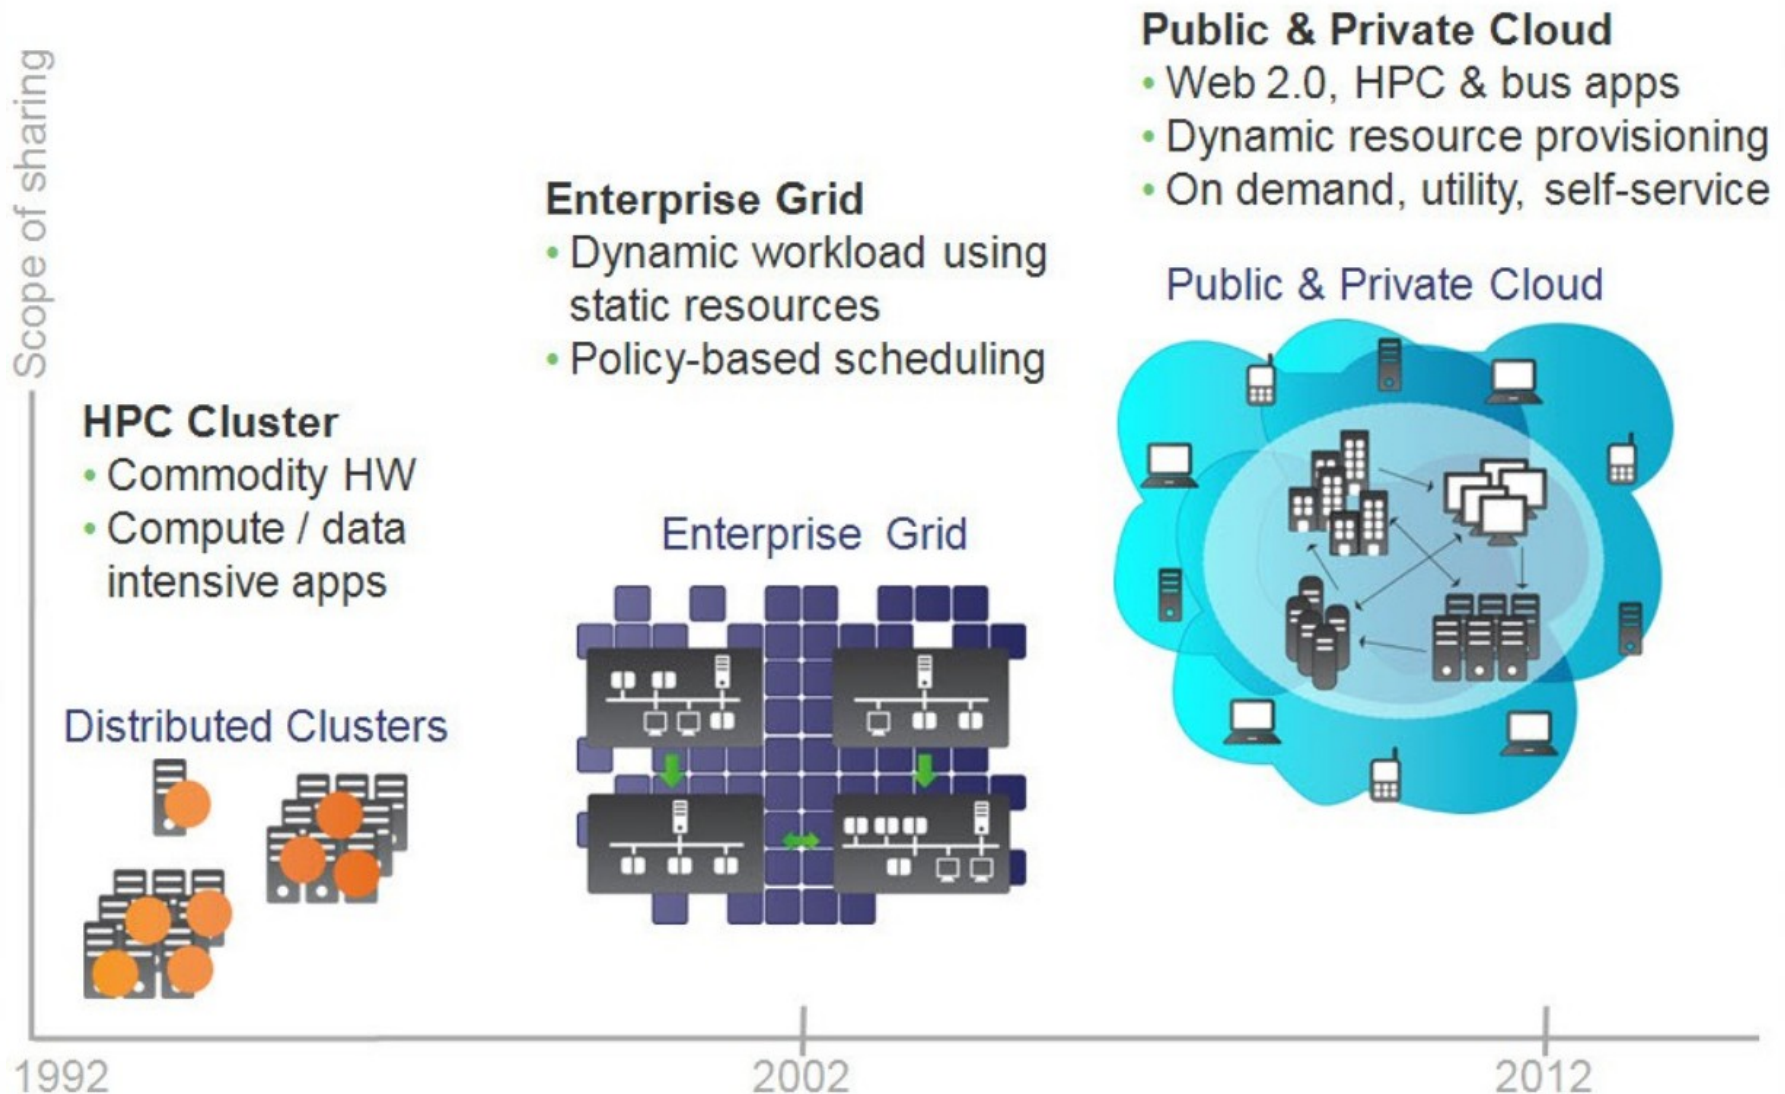 Scope of sharing
Public & Private Cloud
• Web 2.0, HPC & bus apps
• Dynamic resource provisioning
• On demand, utility, self-service
Public & Private Cloud
Enterprise Grid
• Dynamic workload using
static resources
• Policy-based scheduling
Enterprise Grid
HPC Cluster
• Commodity HW
• Compute / data
intensive apps
Distributed Clusters
1992
2002
2012